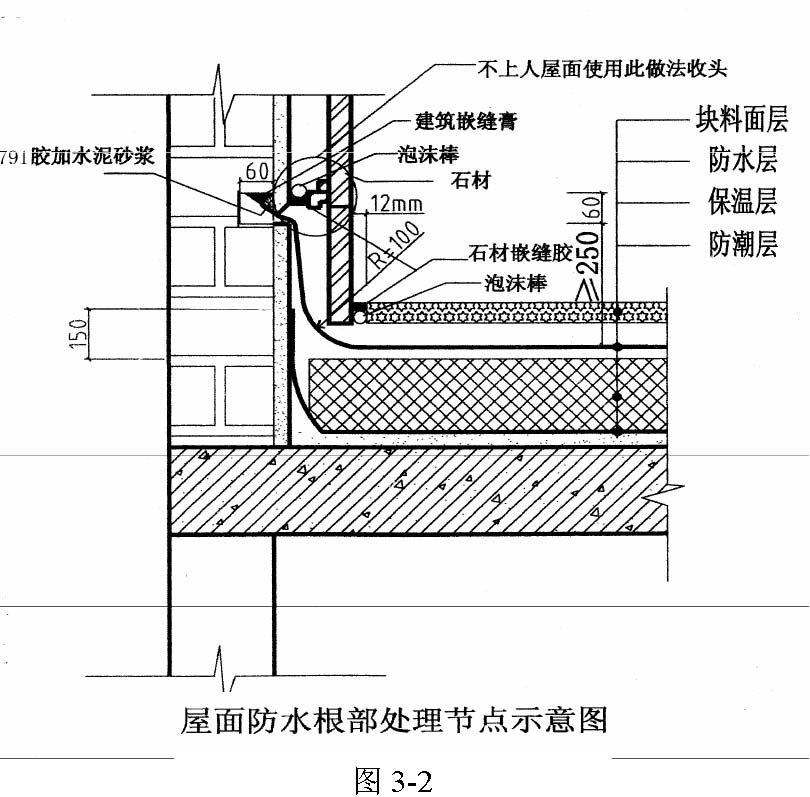 不上人屋面使用此做法收头
建筑嵌缝膏
块料面层
791胶加水泥砂浆
泡沫棒
防水层
60
石材
保温层
12mm
60
R=100
石材嵌缝胶
≥250
防潮层
泡沫棒
150
屋面防水根部处理节点示意图
图 3-2